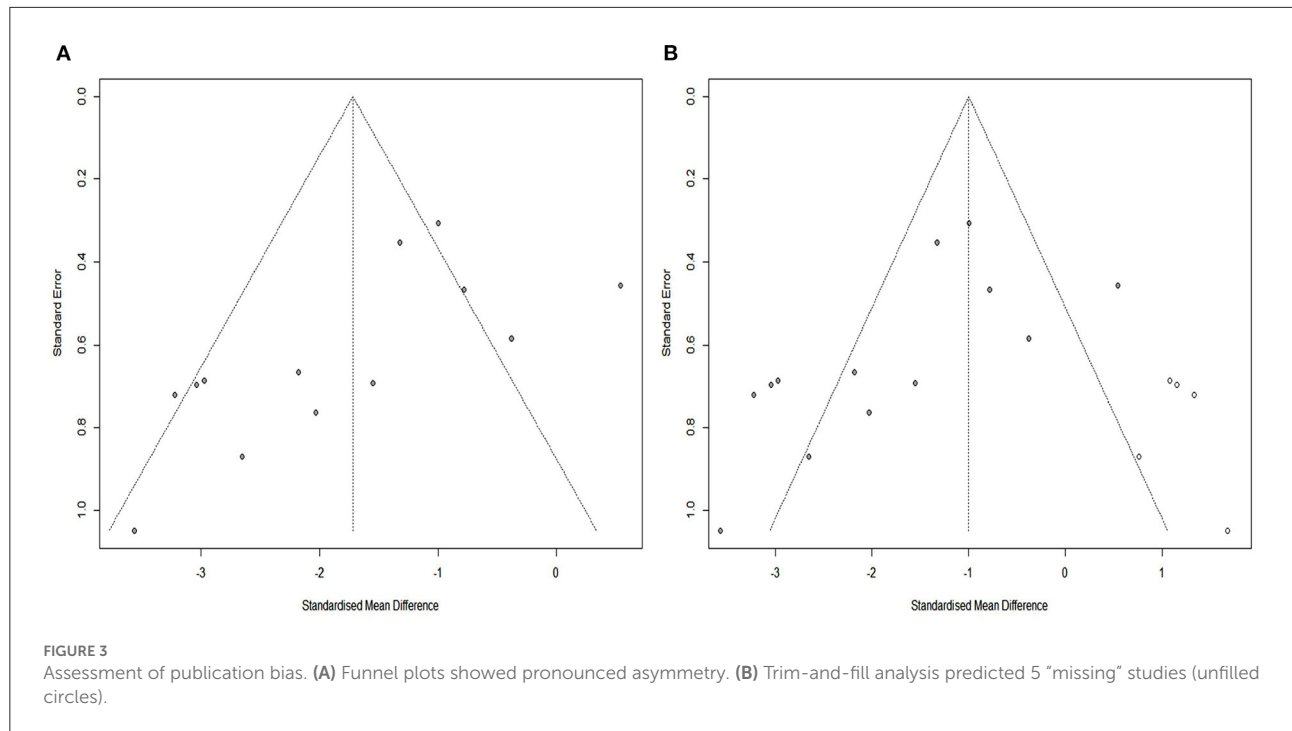 A
B
0.0
0.2
0.4
0.6
0.8
1.0
Standard Error
-3
-2
-1
0
Standardised Mean Difference
0.0
0.2
0.4
0.6
0.8
1.0
Standard Error
-3
-2
-1
0
1
Standardised Mean Difference
FIGURE 3
Assessment of publication bias. (A) Funnel plots showed pronounced asymmetry. (B) Trim-and-fill analysis predicted 5 “missing” studies (unfilled
circles).